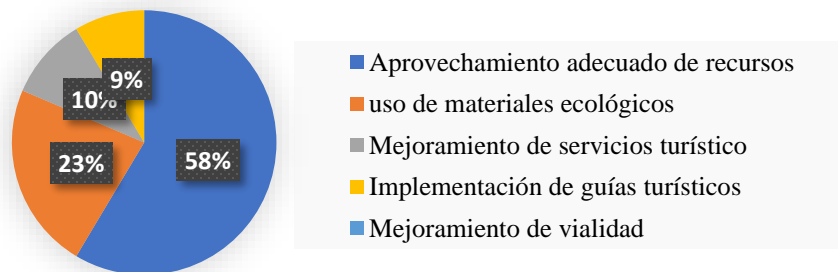 9%
10%
23%
58%
Aprovechamiento adecuado de recursos
uso de materiales ecológicos
Mejoramiento de servicios turístico
Implementación de guías turísticos
Mejoramiento de vialidad